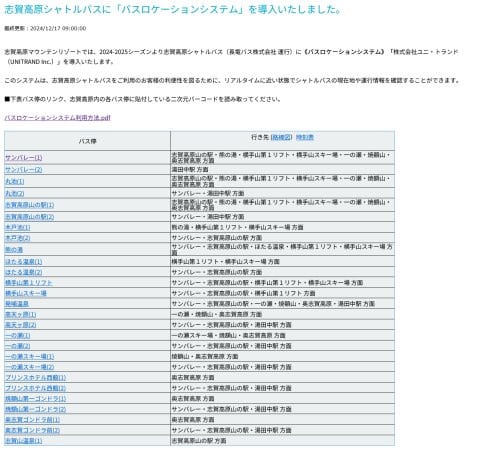 志賀高原シャトルバスに「バスロケーションシステム」を導入いたしました。
最終更新：2024/12/17 09:00:00
志賀高原マウンテンリゾートでは、2024-2025シーズンより志賀高原シャトルバス（長電バス株式会社 運行）に《バスロケーションシステム》「株式会社ユニ・トランド
（UNITRAND Inc.）」を導入いたします。
このシステムは、志賀高原シャトルバスをご利用のお客様の利便性を図るために、リアルタイムに近い状態でシャトルバスの現在地や運行情報を確認することができます。
■下表バス停のリンク、志賀高原内の各バス停に貼付している二次元バーコードを読み取ってください。
バスロケーションシステム利用方法.pdf
バス停 行き先 (路線図) 時刻表
サンバレー(1) 志賀高原山の駅・熊の湯・横手山第１リフト・横手山スキー場・一の瀬・焼額山・
奥志賀高原 方面
サンバレー(2) 湯田中駅 方面
丸池(1) 志賀高原山の駅・熊の湯・横手山第１リフト・横手山スキー場・一の瀬・焼額山・
奥志賀高原 方面
丸池(2) サンバレー・湯田中駅 方面
志賀高原山の駅(1) 志賀高原山の駅・熊の湯・横手山第１リフト・横手山スキー場・一の瀬・焼額山・
奥志賀高原 方面
志賀高原山の駅(2) サンバレー・湯田中駅 方面
木戸池(1) 熊の湯・横手山第１リフト・横手山スキー場 方面
木戸池(2) サンバレー・志賀高原山の駅 方面
熊の湯 サンバレー・志賀高原山の駅・ほたる温泉・横手山第１リフト・横手山スキー場 方
面
ほたる温泉(1) 横手山第１リフト・横手山スキー場 方面
ほたる温泉(2) サンバレー・志賀高原山の駅 方面
横手山第１リフト サンバレー・志賀高原山の駅・横手山第１リフト・横手山スキー場 方面
横手山スキー場 サンバレー・志賀高原山の駅・横手山第１リフト 方面
発哺温泉 サンバレー・志賀高原山の駅・一の瀬・焼額山・奥志賀高原・湯田中駅 方面
高天ヶ原(1) 一の瀬・焼額山・奥志賀高原 方面
高天ヶ原(2) サンバレー・志賀高原山の駅・湯田中駅 方面
一の瀬(1) 一の瀬スキー場・焼額山・奥志賀高原 方面
一の瀬(2) サンバレー・志賀高原山の駅・湯田中駅 方面
一の瀬スキー場(1) 焼額山・奥志賀高原 方面
一の瀬スキー場(2) サンバレー・志賀高原山の駅・湯田中駅 方面
プリンスホテル西館(1) 奥志賀高原 方面
プリンスホテル西館(2) サンバレー・志賀高原山の駅・湯田中駅 方面
焼額山第一ゴンドラ(1) 奥志賀高原 方面
焼額山第一ゴンドラ(2) サンバレー・志賀高原山の駅・湯田中駅 方面
奥志賀ゴンドラ前(1) 奥志賀高原 方面
奥志賀ゴンドラ前(2) サンバレー・志賀高原山の駅・湯田中駅 方面
志賀山温泉(1) 志賀高原山の駅 方面